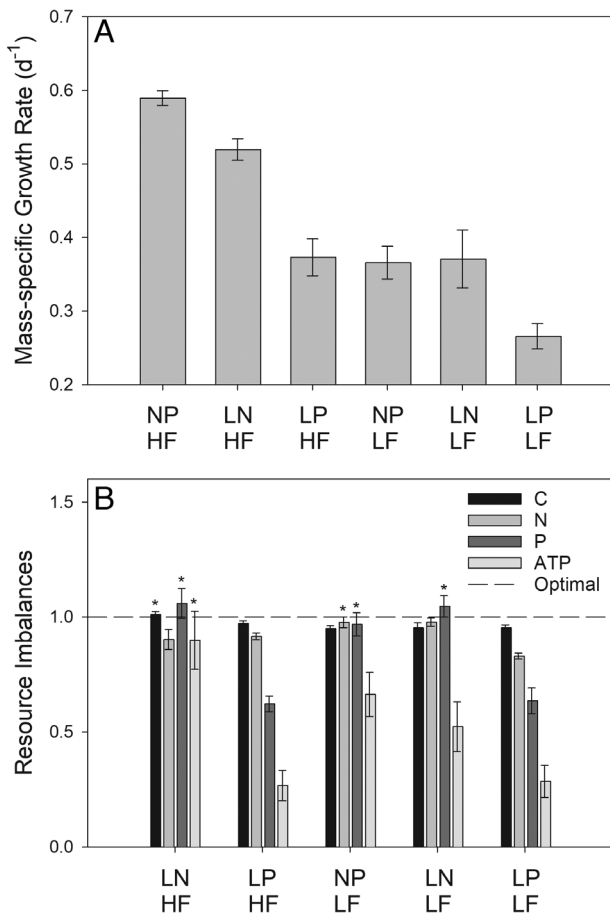 A
Mass-specific Growth Rate (d⁻¹)
0.7
0.6
0.5
0.4
0.3
0.2
NP LN LP NP LN LP
HF HF HF LF LF LF
B
Resource Imbalances
1.5
1.0
0.5
0.0
C
N
P
ATP
Optimal
* * * * * *
LN LP NP LN LP
HF HF LF LF LF